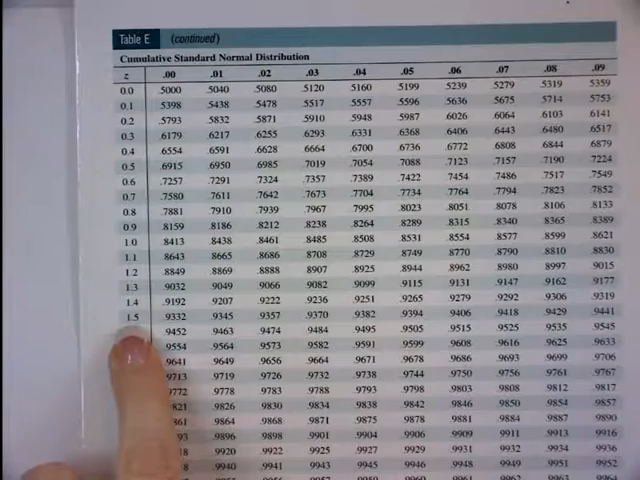 Table E (continued)
Cumulative Standard Normal Distribution
z .00 .01 .02 .03 .04 .05 .06 .07 .08 .09
0.0 .5000 .5040 .5080 .5120 .5160 .5199 .5239 .5279 .5319 .5359
0.1 .5398 .5438 .5478 .5517 .5557 .5596 .5636 .5675 .5714 .5753
0.2 .5793 .5832 .5871 .5910 .5948 .5987 .6026 .6064 .6103 .6141
0.3 .6179 .6217 .6255 .6293 .6331 .6368 .6406 .6443 .6480 .6517
0.4 .6554 .6591 .6628 .6664 .6700 .6736 .6772 .6808 .6844 .6879
0.5 .6915 .6950 .6985 .7019 .7054 .7088 .7123 .7157 .7190 .7224
0.6 .7257 .7291 .7324 .7357 .7389 .7422 .7454 .7486 .7517 .7549
0.7 .7580 .7611 .7642 .7673 .7704 .7734 .7764 .7794 .7823 .7852
0.8 .7881 .7910 .7939 .7967 .7995 .8023 .8051 .8078 .8106 .8133
0.9 .8159 .8186 .8212 .8238 .8264 .8289 .8315 .8340 .8365 .8389
1.0 .8413 .8438 .8461 .8485 .8508 .8531 .8554 .8577 .8599 .8621
1.1 .8643 .8665 .8686 .8708 .8729 .8749 .8770 .8790 .8810 .8830
1.2 .8849 .8869 .8888 .8907 .8925 .8944 .8962 .8980 .8997 .9015
1.3 .9032 .9049 .9066 .9082 .9099 .9115 .9131 .9147 .9162 .9177
1.4 .9192 .9207 .9222 .9236 .9251 .9265 .9279 .9292 .9306 .9319
1.5 .9332 .9345 .9357 .9370 .9382 .9394 .9406 .9418 .9429 .9441
.9452 .9463 .9474 .9484 .9495 .9505 .9515 .9525 .9535 .9545
.9554 .9564 .9573 .9582 .9591 .9599 .9608 .9616 .9625 .9633
.9641 .9649 .9656 .9664 .9671 .9678 .9686 .9693 .9699 .9706
.9713 .9719 .9726 .9732 .9738 .9744 .9750 .9756 .9761 .9767
.9772 .9778 .9783 .9788 .9793 .9798 .9803 .9808 .9812 .9817
.9826 .9830 .9834 .9838 .9842 .9846 .9850 .9854 .9857
.9864 .9868 .9871 .9875 .9878 .9881 .9884 .9887 .9890
.9896 .9898 .9901 .9904 .9906 .9909 .9911 .9913 .9916
.9920 .9922 .9925 .9927 .9929 .9931 .9932 .9934 .9936
.9940 .9941 .9943 .9945 .9946 .9948 .9949 .9951 .9952